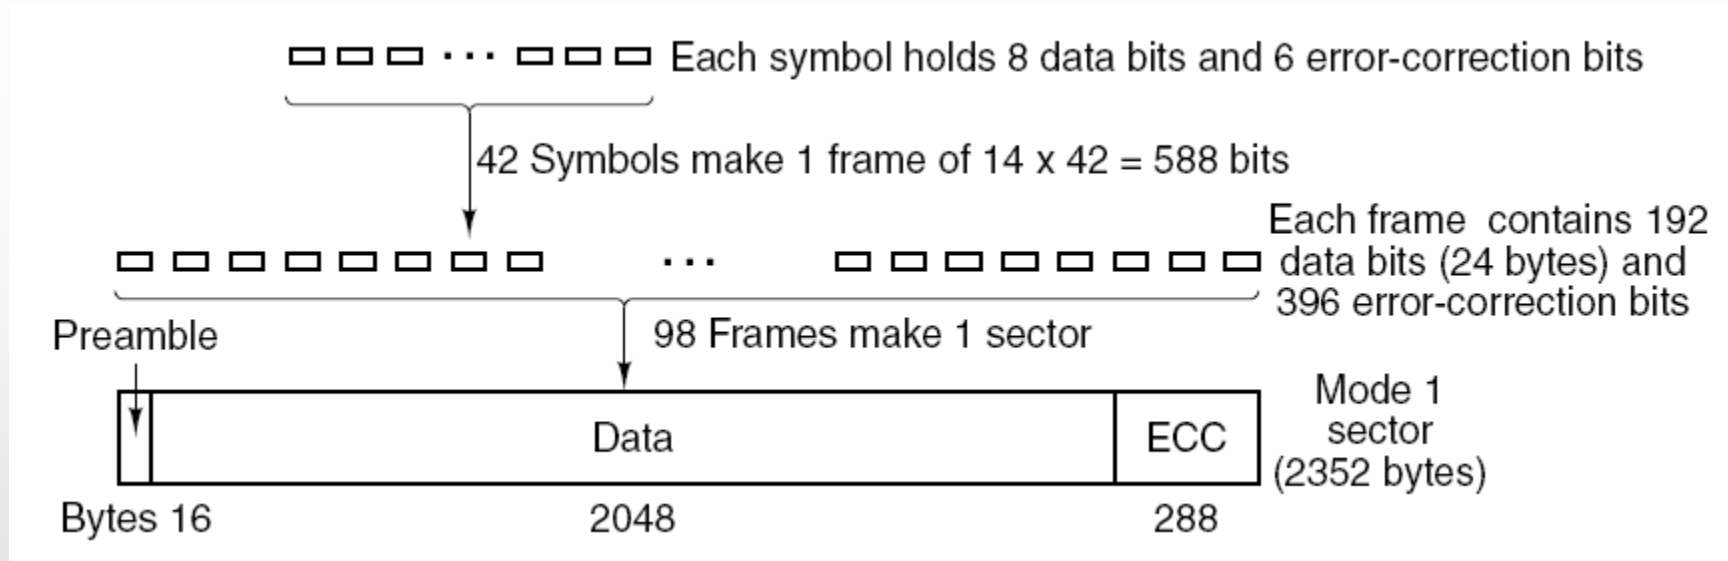 Each symbol holds 8 data bits and 6 error-correction bits
42 Symbols make 1 frame of 14 x 42 = 588 bits
Each frame contains 192
data bits (24 bytes) and
396 error-correction bits
Preamble
98 Frames make 1 sector
Data
ECC
Mode 1
sector
(2352 bytes)
Bytes 16
2048
288